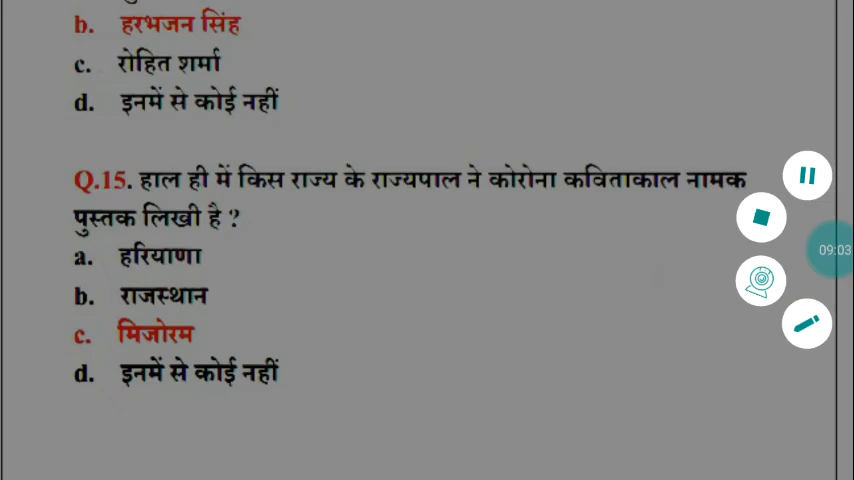 b. हरभजन सिंह
c. रोहित शर्मा
d. इनमें से कोई नहीं
Q.15. हाल ही में किस राज्य के राज्यपाल ने कोरोना कविताकाल नामक
पुस्तक लिखी है ?
a. हरियाणा
b. राजस्थान
c. मिजोरम
d. इनमें से कोई नहीं
09:03